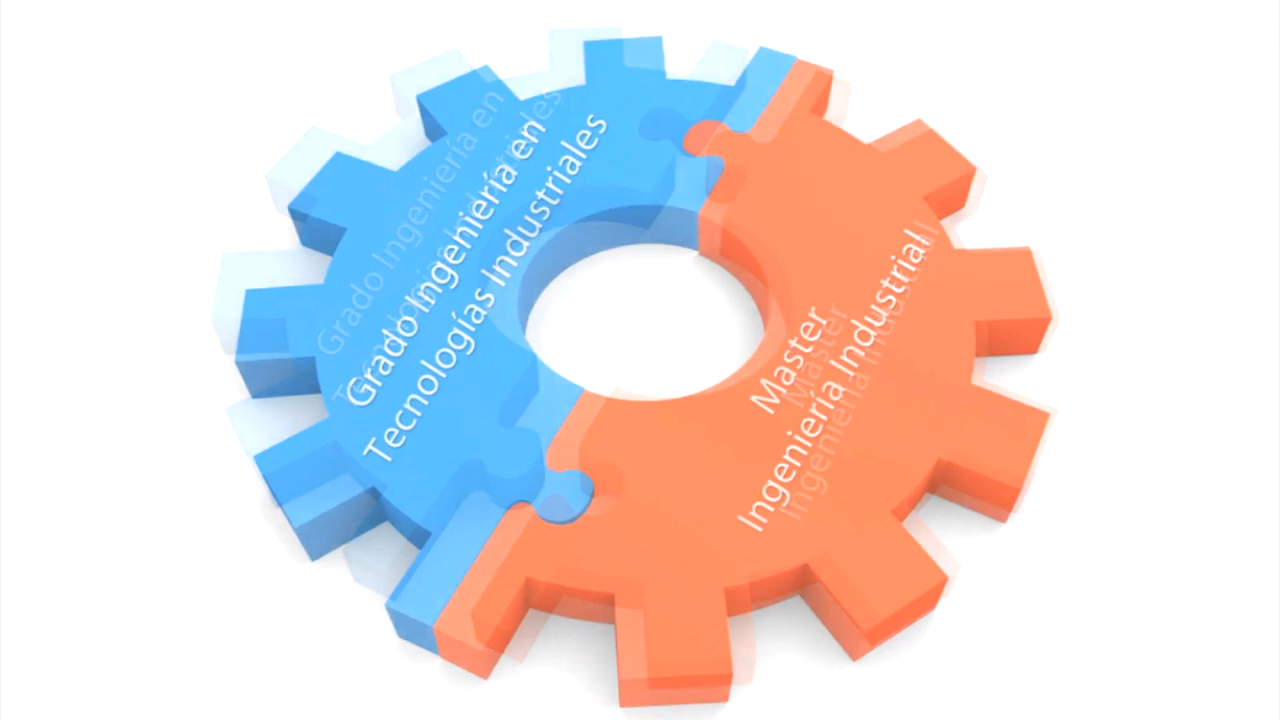 Grado Ingeniería en
Tecnologías Industriales
Master
Ingeniería Industrial